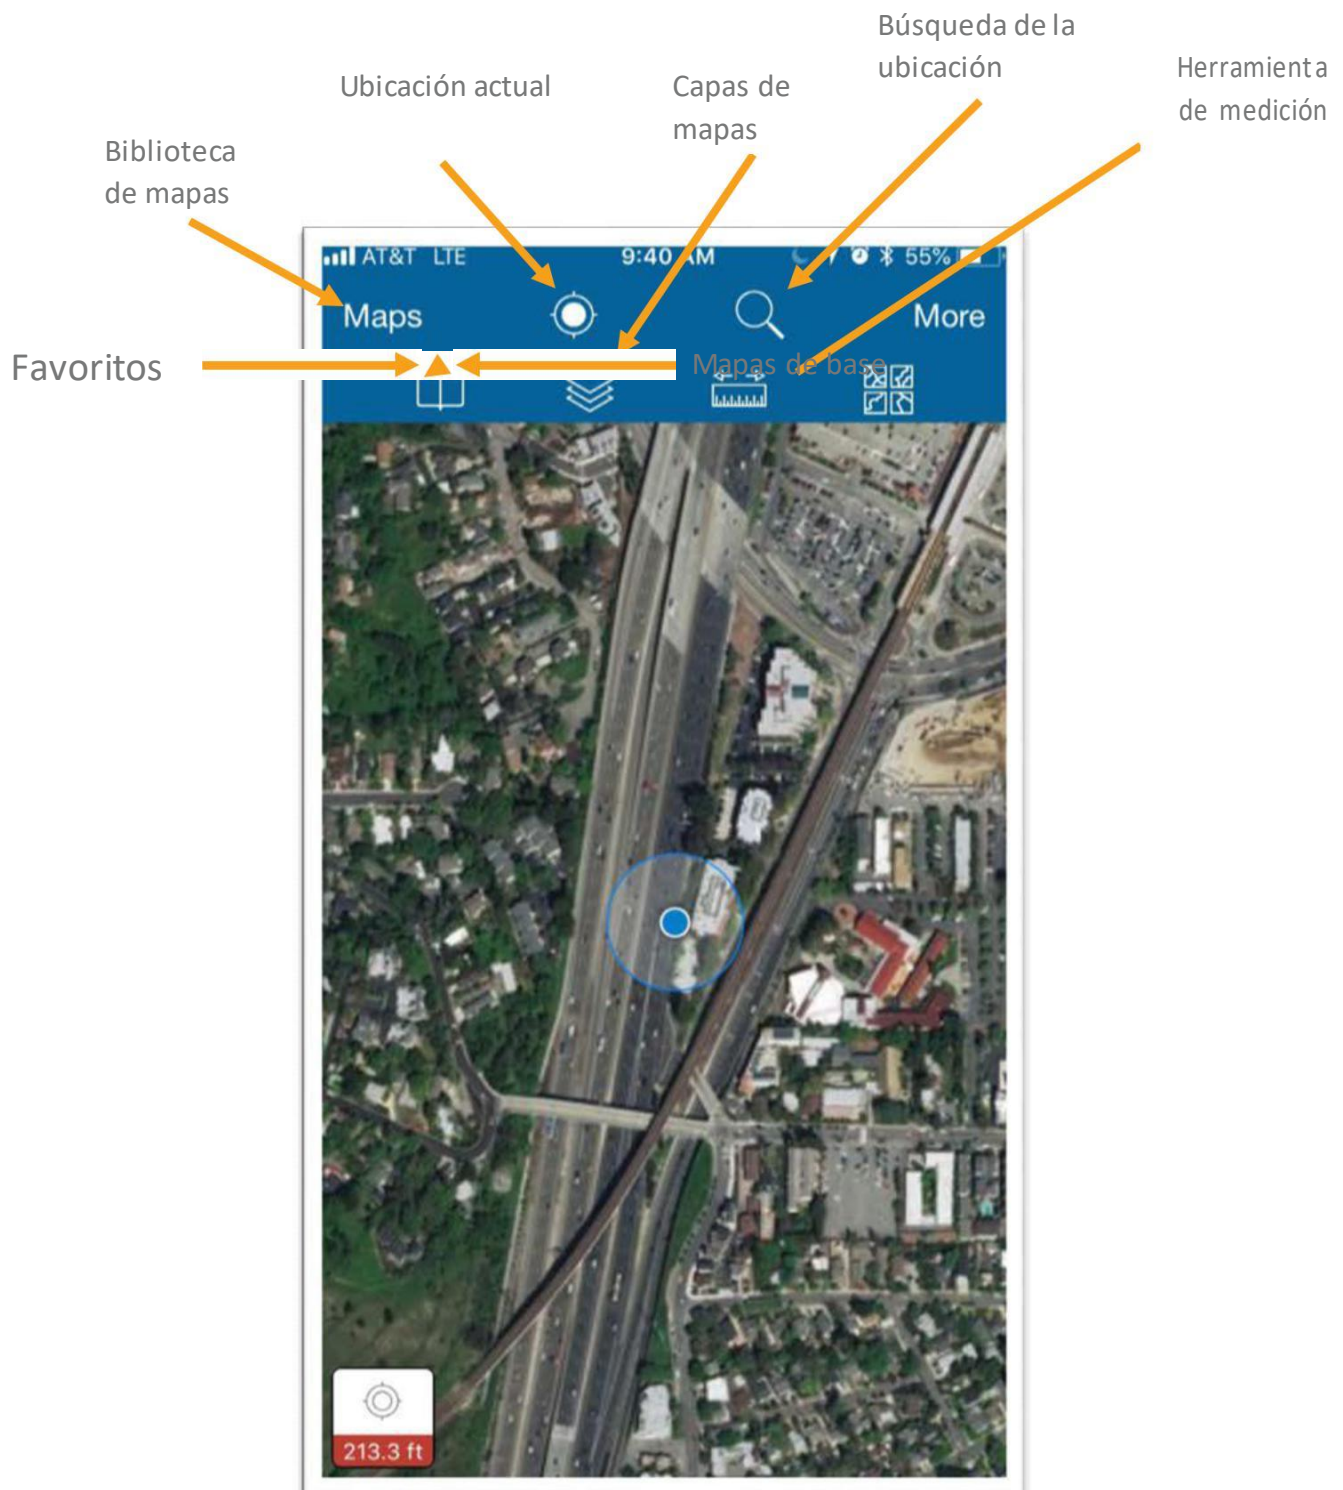 Búsqueda de la
ubicación
Herramienta
de medición
Ubicación actual
Capas de
mapas
Biblioteca
de mapas
AT&T LTE 9:40 AM 55%
Maps
More
Favoritos
Mapas de base
213.3 ft